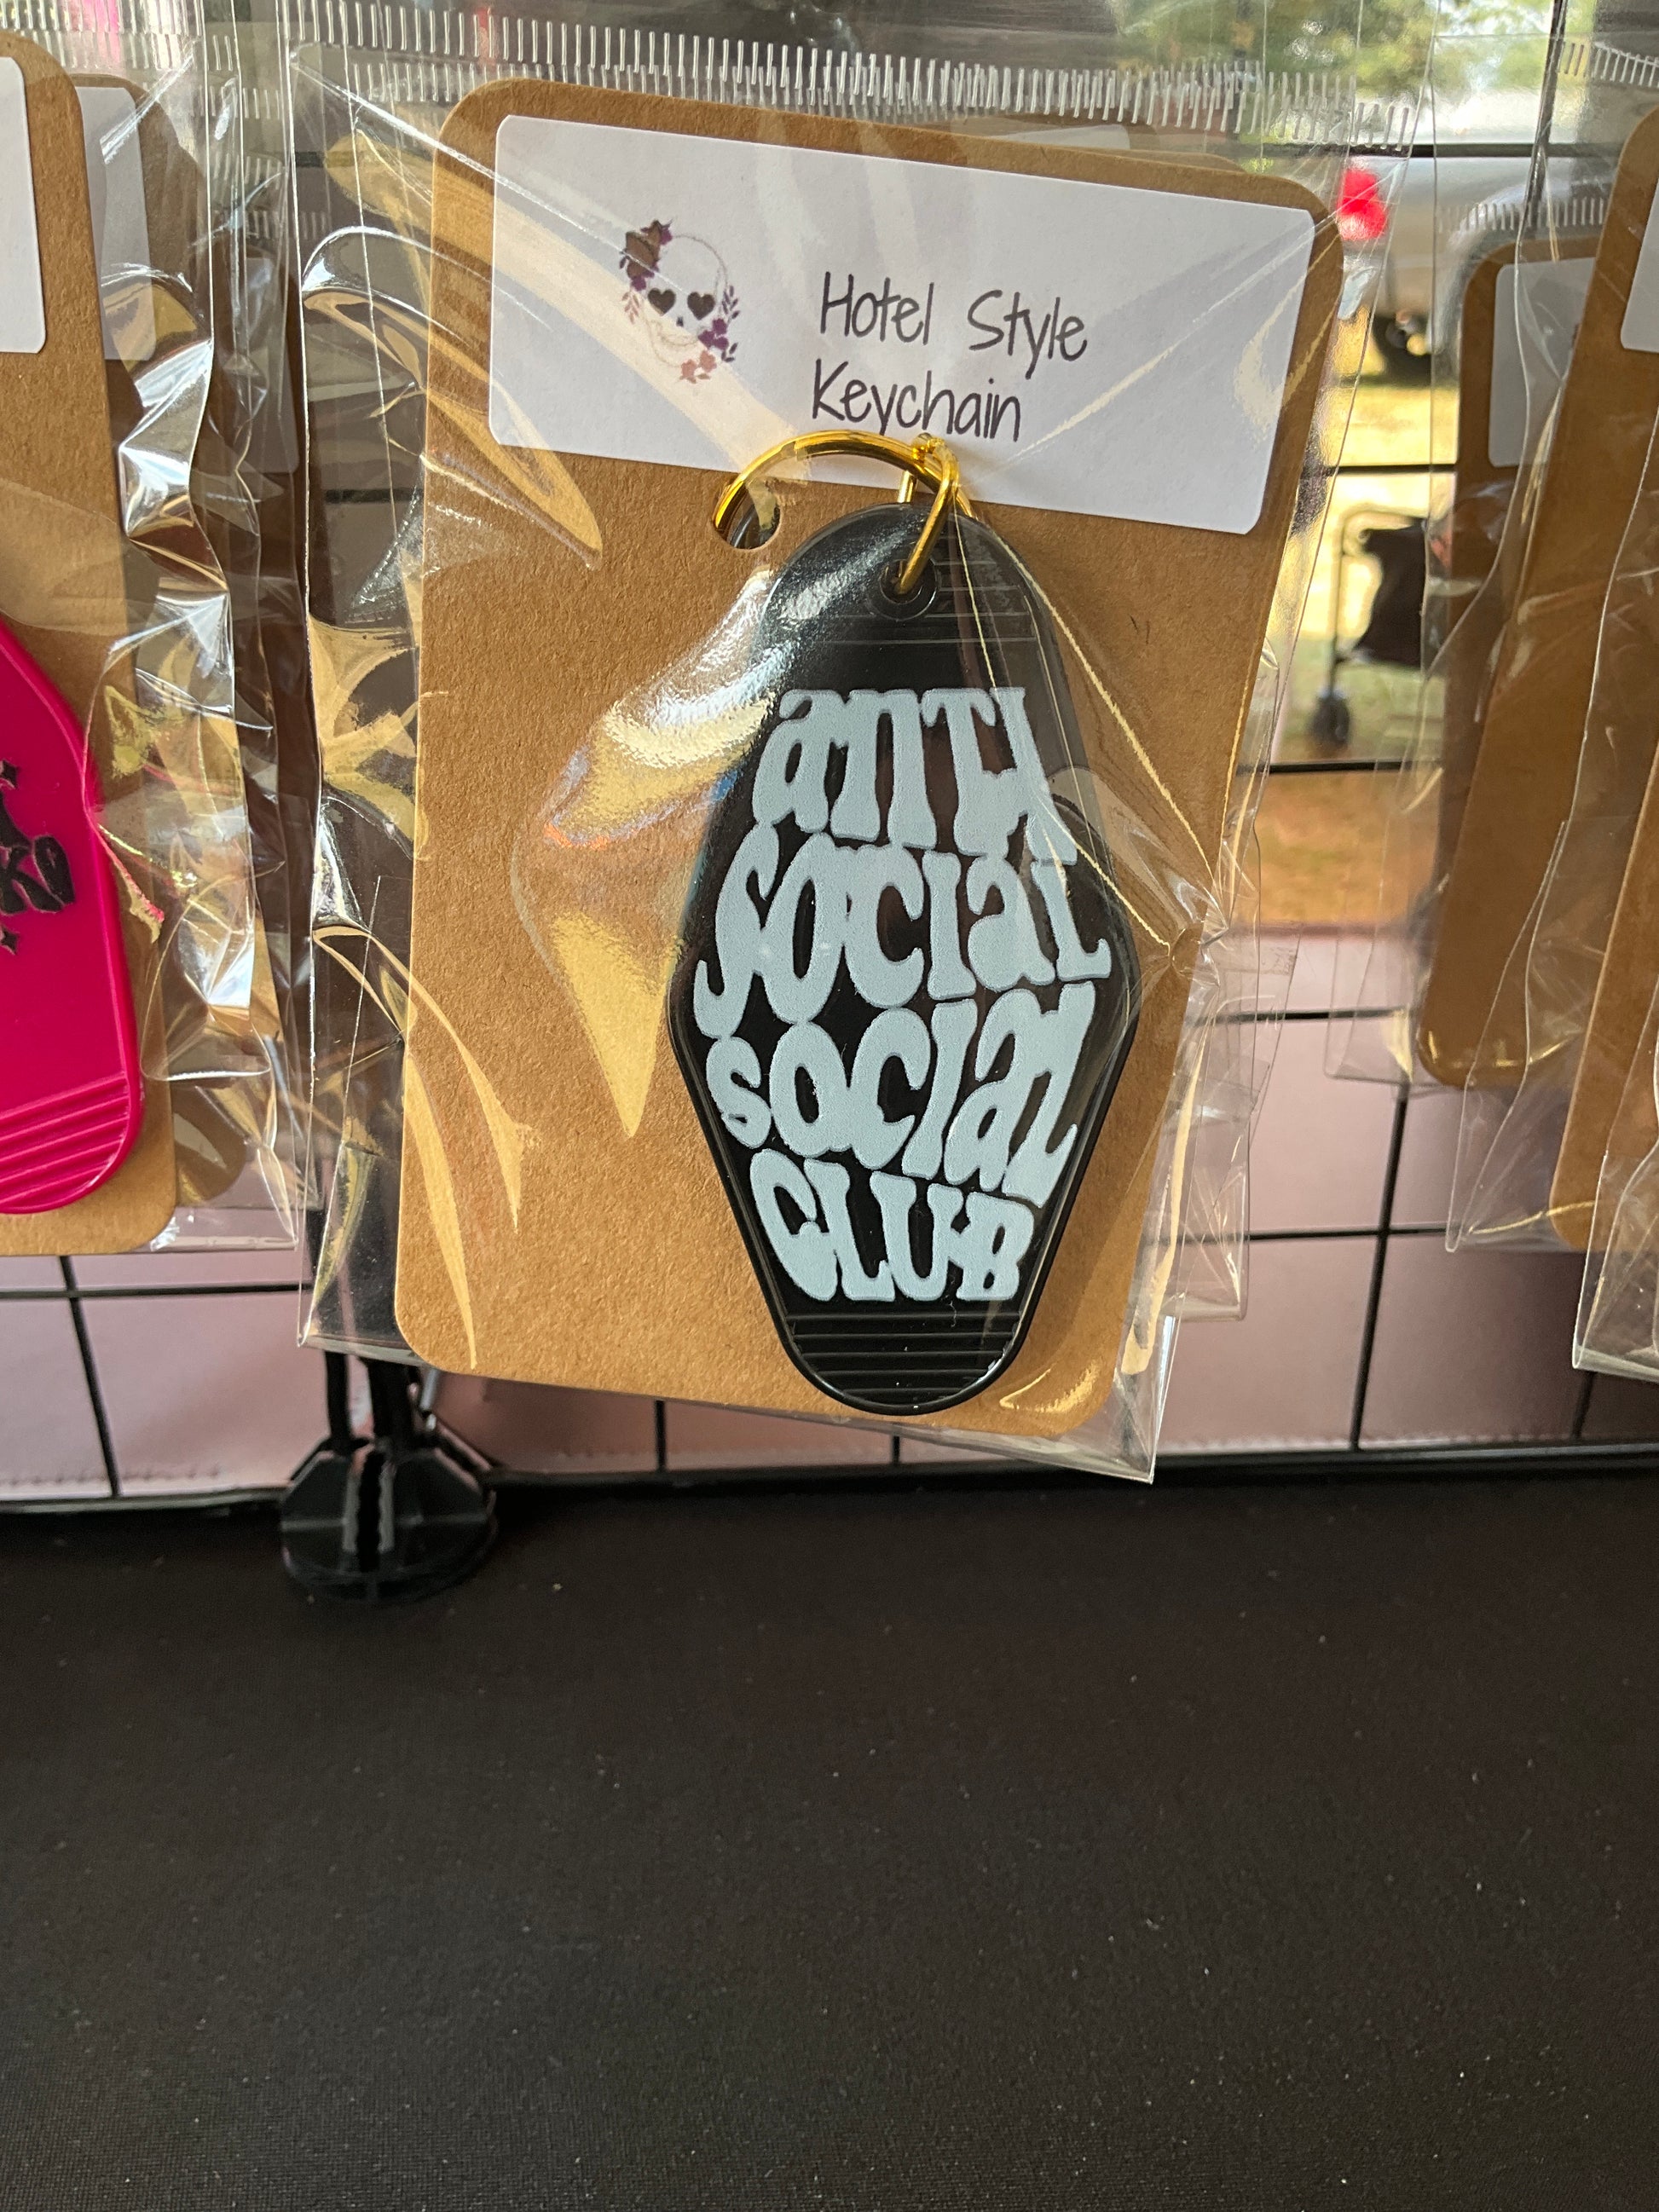 Hotel Style
Keychain
anTI
SOCIaL
SOCIaL
CLUB